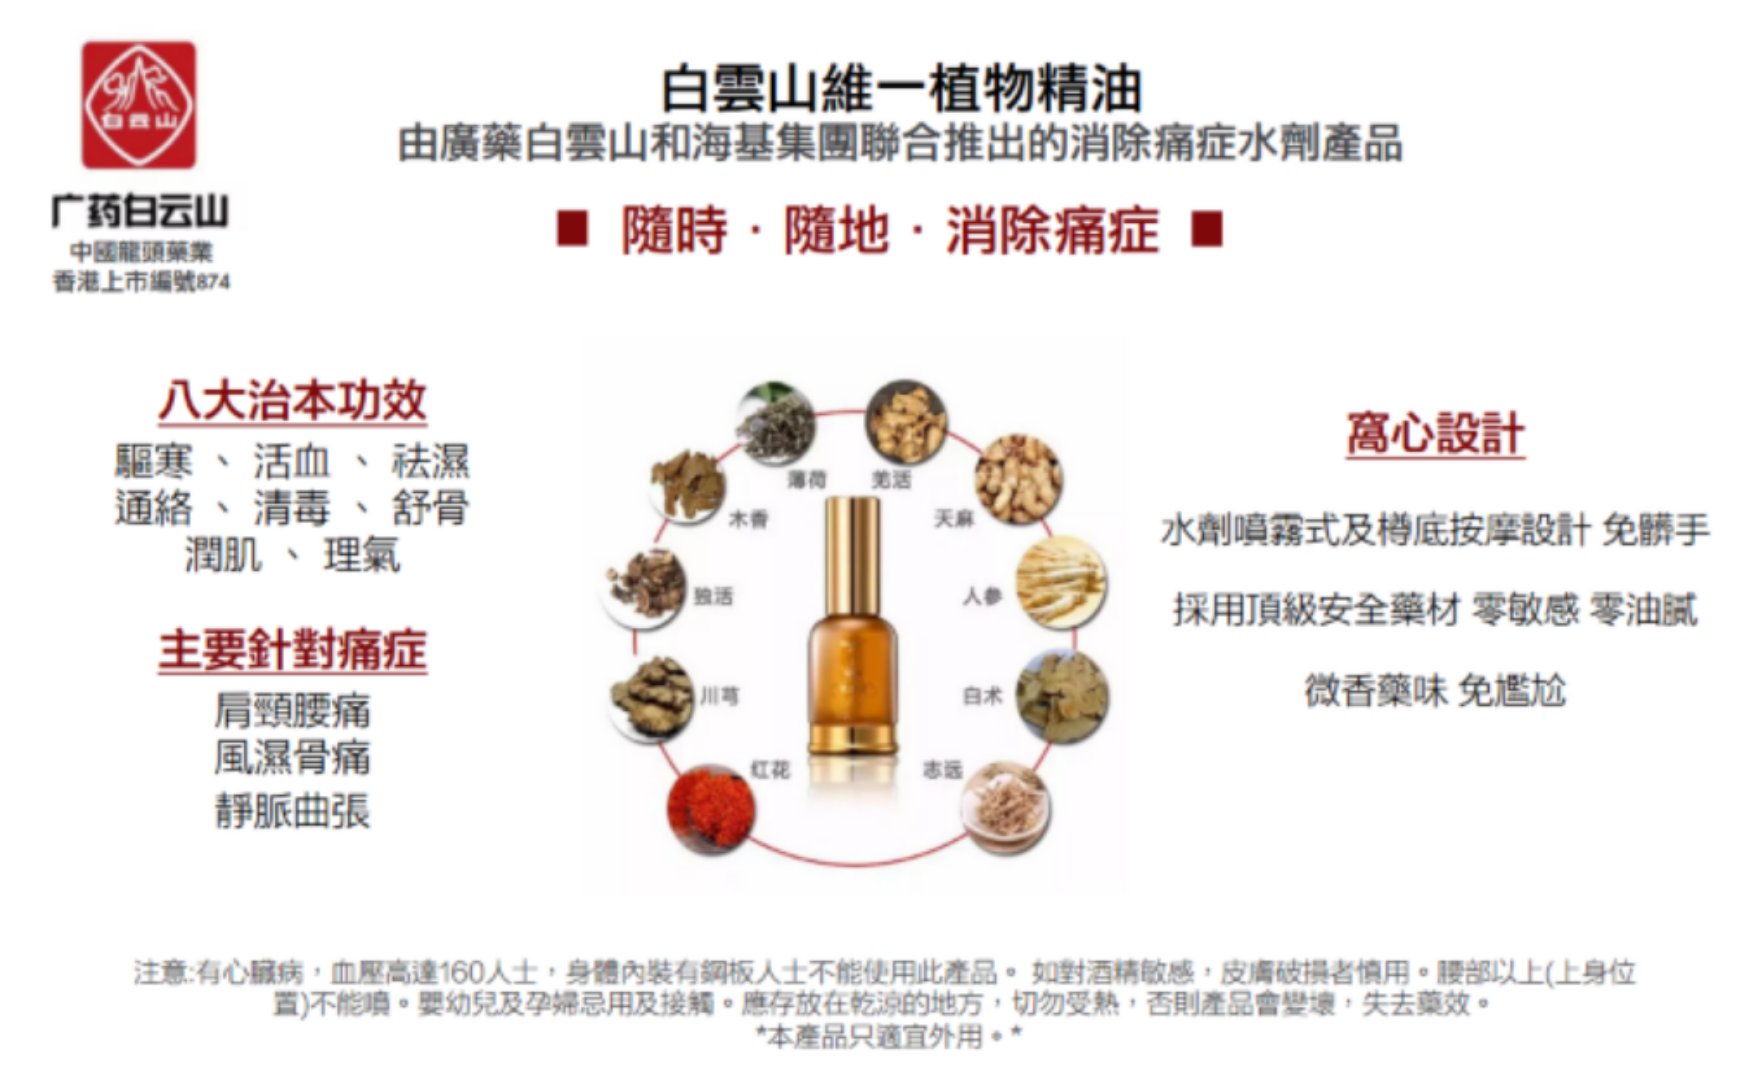 白云山
广药白云山
中國龍頭藥業
香港上市編號874
白雲山維一植物精油
由廣藥白雲山和海基集團聯合推出的消除痛症水劑產品
■ 隨時·隨地·消除痛症 ■
八大治本功效
驅寒、活血、祛濕
通絡、清毒、舒骨
潤肌、理氣
主要針對痛症
肩頸腰痛
風濕骨痛
靜脈曲張
薄荷
羌活
木香
天麻
独活
人参
川芎
白术
红花
志远
窩心設計
水劑噴霧式及樽底按摩設計 免髒手
採用頂級安全藥材 零敏感 零油膩
微香藥味 免尷尬
注意:有心臟病，血壓高達160人士，身體內裝有鋼板人士不能使用此產品。如對酒精敏感，皮膚破損者慎用。腰部以上(上身位
置)不能噴。嬰幼兒及孕婦忌用及接觸。應存放在乾涼的地方，切勿受熱，否則產品會變壞，失去藥效。
*本產品只適宜外用。*